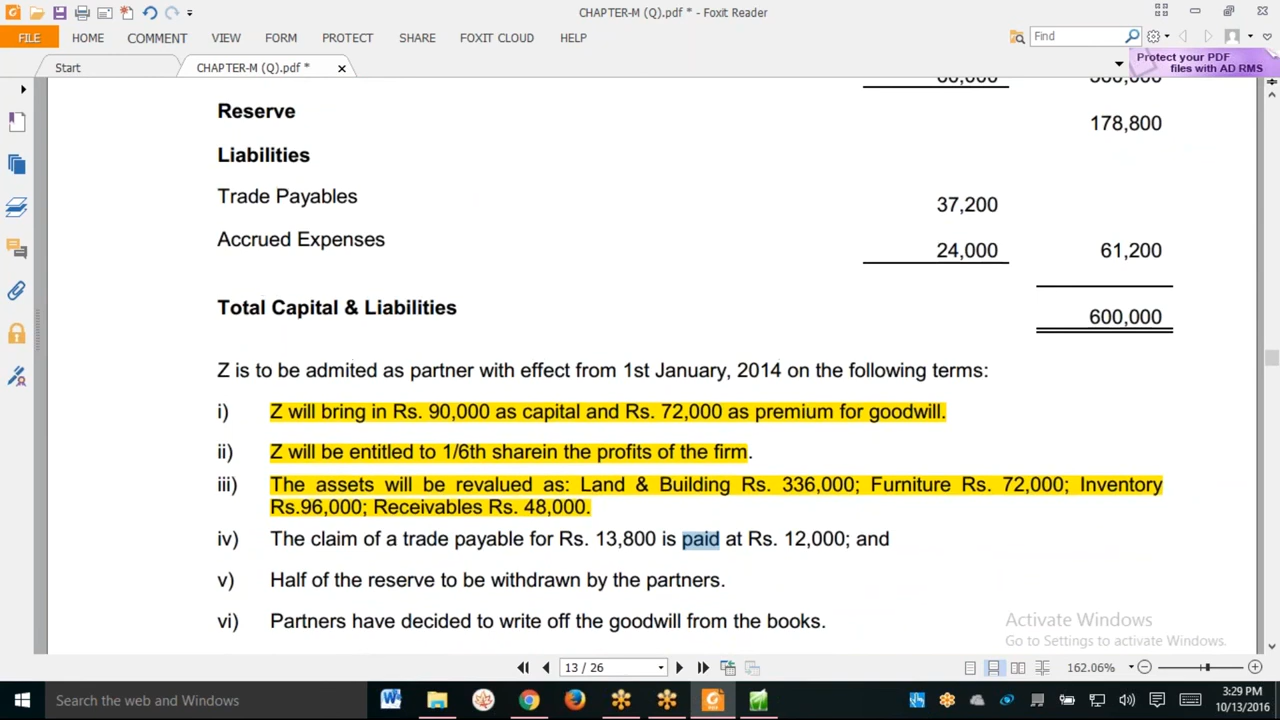 CHAPTER-M (Q).pdf * - Foxit Reader
FILE HOME COMMENT VIEW FORM PROTECT SHARE FOXIT CLOUD HELP Find
Start CHAPTER-M (Q).pdf * Protect your PDF
files with AD RMS
Reserve 178,800
Liabilities
Trade Payables 37,200
Accrued Expenses 24,000 61,200
Total Capital & Liabilities 600,000
Z is to be admited as partner with effect from 1st January, 2014 on the following terms:
i) Z will bring in Rs. 90,000 as capital and Rs. 72,000 as premium for goodwill.
ii) Z will be entitled to 1/6th sharein the profits of the firm.
iii) The assets will be revalued as: Land & Building Rs. 336,000; Furniture Rs. 72,000; Inventory
Rs.96,000; Receivables Rs. 48,000.
iv) The claim of a trade payable for Rs. 13,800 is paid at Rs. 12,000; and
v) Half of the reserve to be withdrawn by the partners.
vi) Partners have decided to write off the goodwill from the books.
Activate Windows
Go to Settings to activate Windows.
13 / 26 162.06%
Search the web and Windows 3:29 PM
10/13/2016